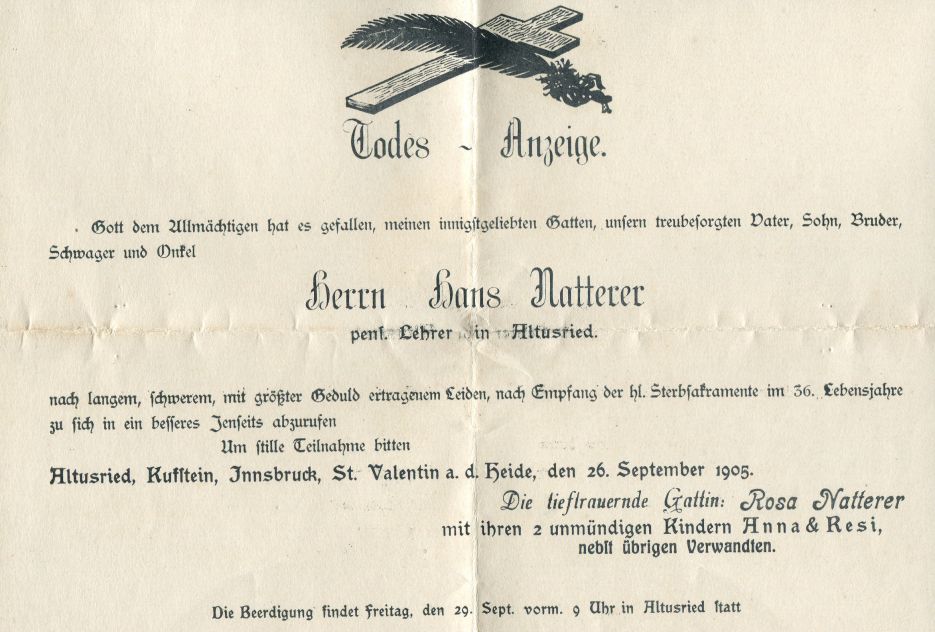 Todes - Anzeige.
Gott dem Allmächtigen hat es gefallen, meinen innigstgeliebten Gatten, unsern treubesorgten Vater, Sohn, Bruder,
Schwager und Onkel
Herrn Hans Natterer
pens. Lehrer in Altusried.
nach langem, schwerem, mit größter Geduld ertragenem Leiden, nach Empfang der hl. Sterbsakramente im 36. Lebensjahre
zu sich in ein besseres Jenseits abzurufen
Um stille Teilnahme bitten
Altusried, Kufstein, Innsbruck, St. Valentin a. d. Heide, den 26. September 1905.
Die tieftrauernde Gattin: Rosa Natterer
mit ihren 2 unmündigen Kindern Anna & Resi,
nebst übrigen Verwandten.
Die Beerdigung findet Freitag, den 29. Sept. vorm. 9 Uhr in Altusried statt